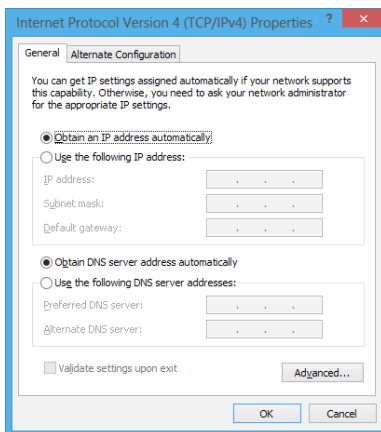 Internet Protocol Version 4 (TCP/IPv4) Properties ? ×
General Alternate Configuration
You can get IP settings assigned automatically if your network supports
this capability. Otherwise, you need to ask your network administrator
for the appropriate IP settings.
Obtain an IP address automatically
Use the following IP address:
IP address: . . .
Subnet mask: . . .
Default gateway: . . .
Obtain DNS server address automatically
Use the following DNS server addresses:
Preferred DNS server: . . .
Alternate DNS server: . . .
Validate settings upon exit
Advanced...
OK Cancel